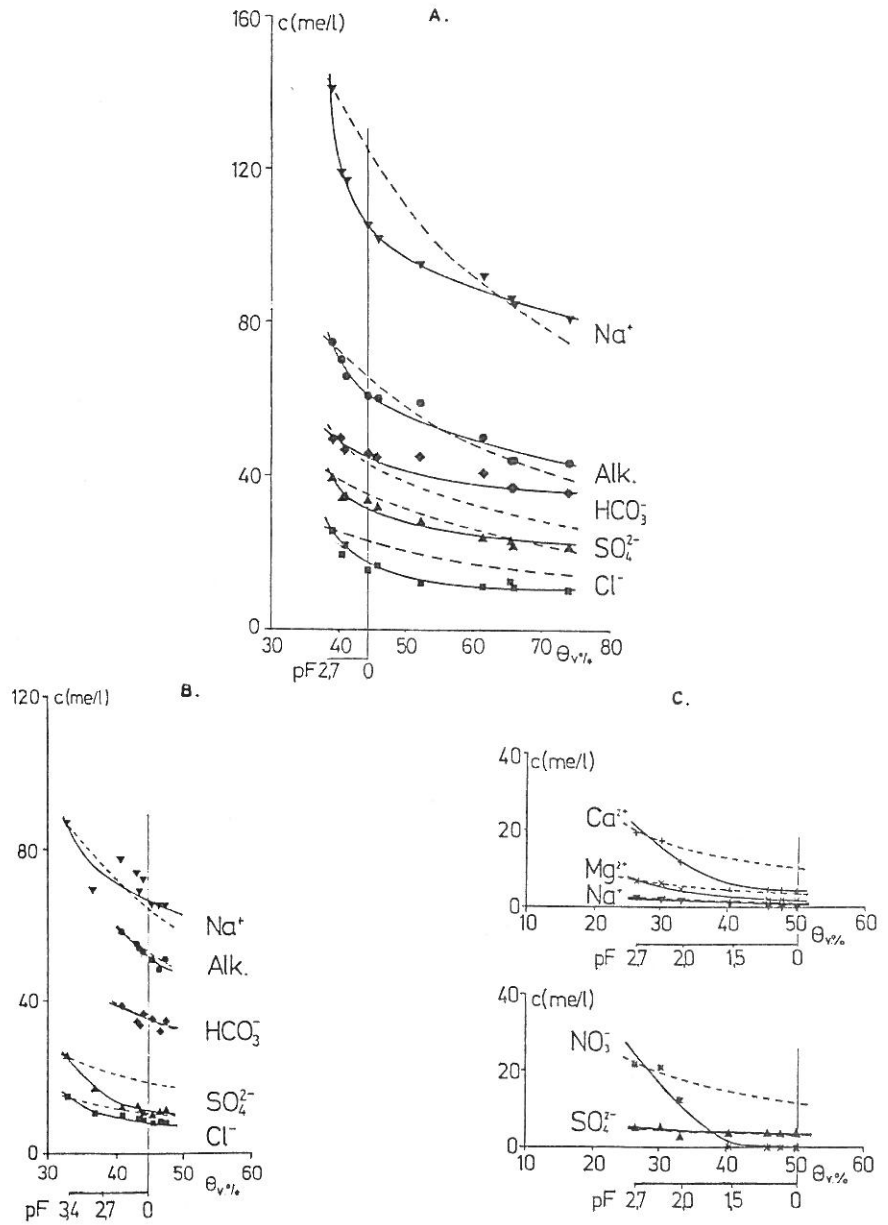 A.
c(me/l)
160
120
80
40
0
Na⁺
Alk.
HCO₃⁻
SO₄²⁻
Cl⁻
30 40 50 60 70 80
θv%
pF 2,7 0
B.
c(me/l)
120
80
40
0
Na⁺
Alk.
HCO₃⁻
SO₄²⁻
Cl⁻
30 40 50 60
θv%
pF 3,4 2,7 0
C.
c(me/l)
40
20
0
Ca²⁺
Mg²⁺
Na⁺
10 20 30 40 50 60
θv%
pF 2,7 2,0 1,5 0
c(me/l)
40
20
0
NO₃⁻
SO₄²⁻
10 20 30 40 50 60
θv%
pF 2,7 2,0 1,5 0